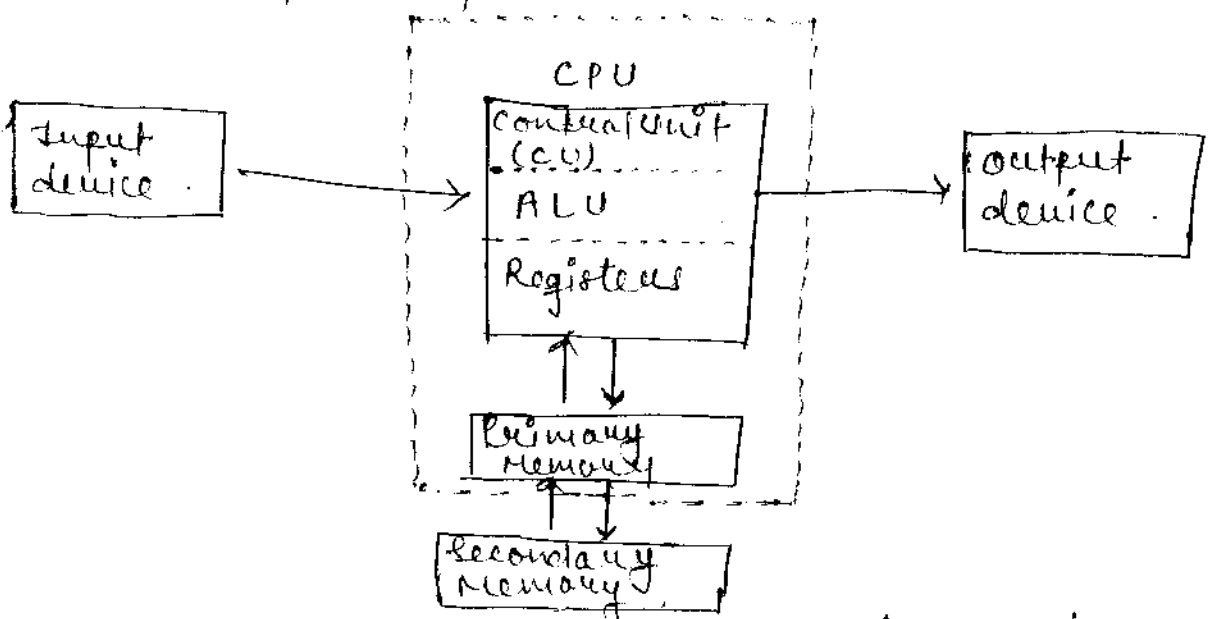 CPU
Input
device.
Control Unit
(CU)
ALU
Registers
Output
device.
Primary
Memory
Secondary
Memory